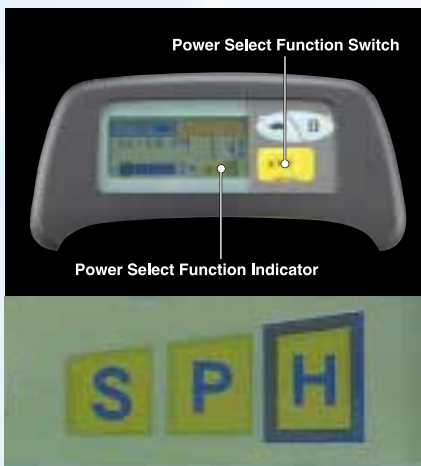 Power Select Function Switch
Power Select Function Indicator
S P H